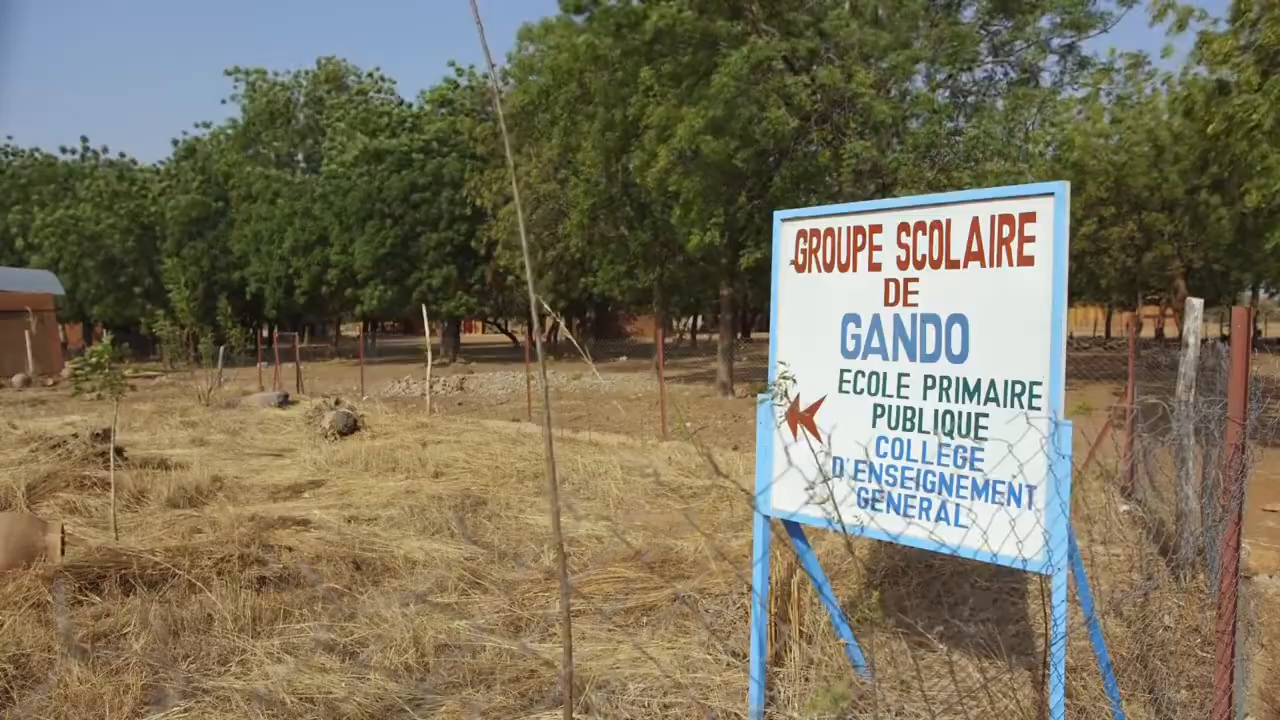 GROUPE SCOLAIRE
DE
GANDO
ECOLE PRIMAIRE
PUBLIQUE
COLLEGE
D'ENSEIGNEMENT
GENERAL